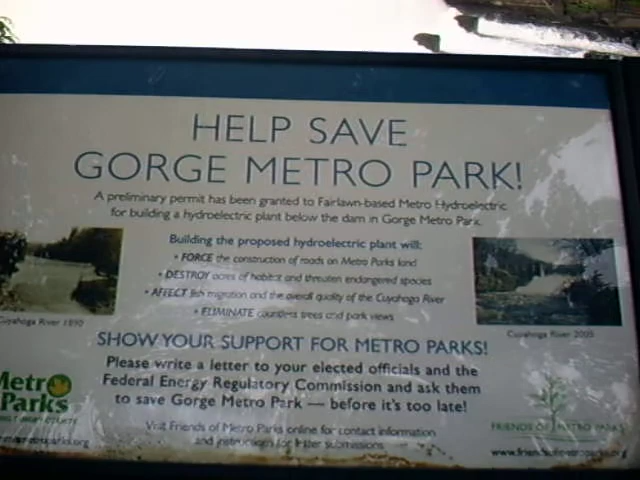 HELP SAVE
GORGE METRO PARK!
A preliminary permit has been granted to Fairlawn-based Metro Hydroelectric
for building a hydroelectric plant below the dam in Gorge Metro Park.
Building the proposed hydroelectric plant will:
• FORCE the construction of roads on Metro Parks land
• DESTROY acres of habitat and threaten endangered species
• AFFECT fish migration and the overall quality of the Cuyahoga River
• ELIMINATE countless trees and park views
Cuyahoga River 1890
Cuyahoga River 2005
SHOW YOUR SUPPORT FOR METRO PARKS!
Please write a letter to your elected officials and the
Federal Energy Regulatory Commission and ask them
to save Gorge Metro Park — before it's too late!
Visit Friends of Metro Parks online for contact information
and instructions for letter submissions.
Metro
Parks
FRIENDS OF METRO PARKS